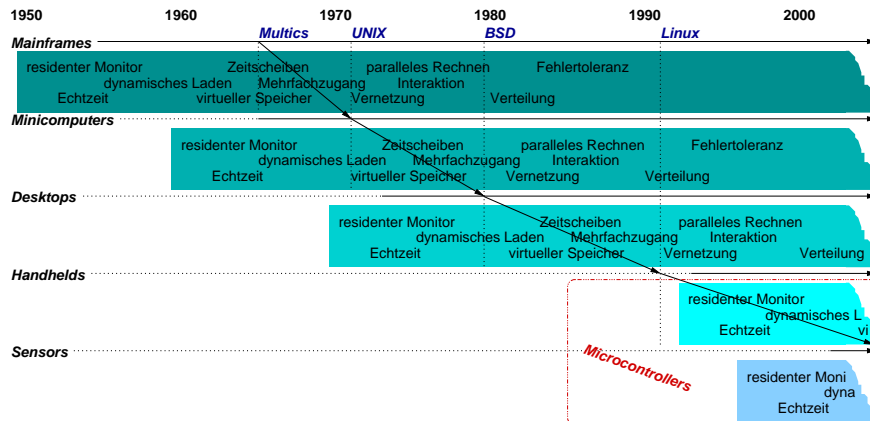 1950 1960 1970 1980 1990 2000
Multics UNIX BSD Linux
Mainframes
residenter Monitor Zeitscheiben paralleles Rechnen Fehlertoleranz
dynamisches Laden Mehrfachzugang Interaktion
Echtzeit virtueller Speicher Vernetzung Verteilung
Minicomputers
residenter Monitor Zeitscheiben paralleles Rechnen Fehlertoleranz
dynamisches Laden Mehrfachzugang Interaktion
Echtzeit virtueller Speicher Vernetzung Verteilung
Desktops
residenter Monitor Zeitscheiben paralleles Rechnen
dynamisches Laden Mehrfachzugang Interaktion
Echtzeit virtueller Speicher Vernetzung Verteilung
Handhelds
residenter Monitor
dynamisches L
Echtzeit vi
Sensors
Microcontrollers
residenter Moni
dyna
Echtzeit